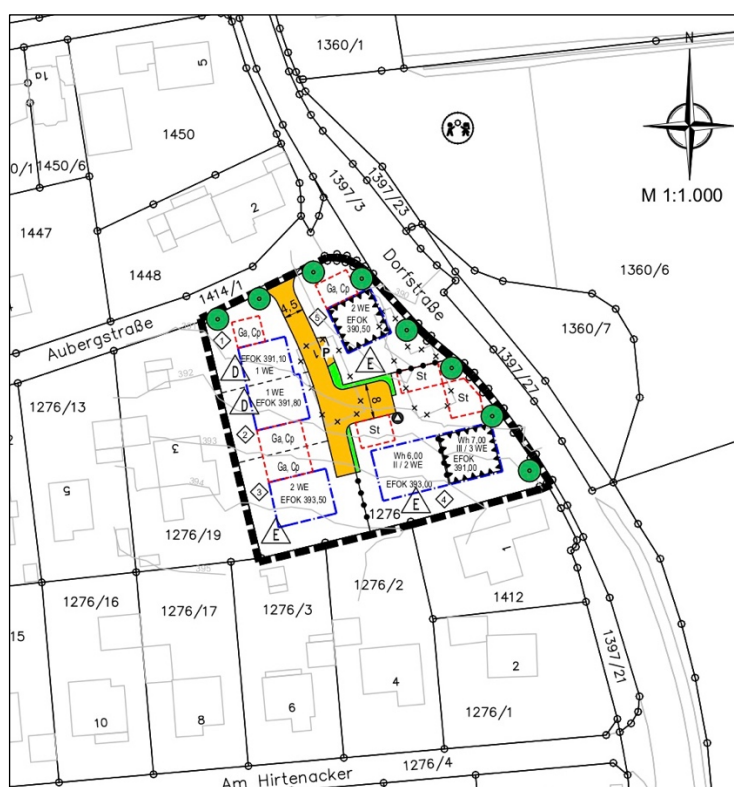 1360/1
N
M 1:1.000
1a
5
1450
0/1
1450/6
1397/3
1397/23
2
1447
1448
1414/1
Dorfstraße
390
1360/6
1360/7
Aubergstraße
1397/27
Ga, Cp
4,5
5
2 WE
EFOK
390,50
1
Ga, Cp
EFOK 391,10
1 WE
D
P
E
392
1 WE
EFOK 391,80
D
8
St
St
1276/13
2
3
393
Ga, Cp
St
Wh 7,00
III / 3 WE
EFOK
391,00
Wh 6,00
II / 2 WE
EFOK 393,00
Ga, Cp
394
3
2 WE
EFOK 393,50
5
E
E
4
1276
1276/19
395
1
1276/16
1276/17
1276/3
1276/2
1412
1397/21
15
10
8
6
4
2
1276/1
1276/4
Am Hirtenacker